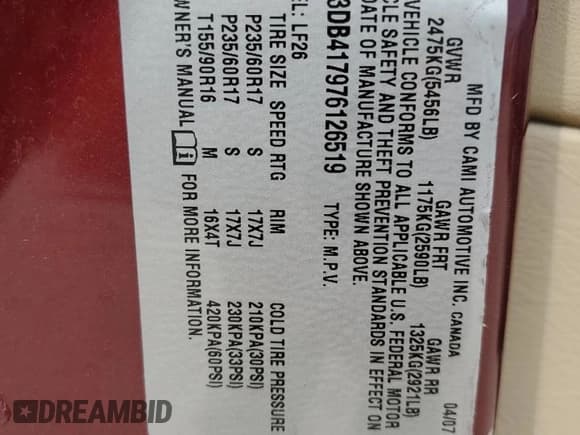 MFD BY CAMI AUTOMOTIVE INC. CANADA 04/07
GVWR GAWR FRT GAWR RR
2475KG(5456LB) 1175KG(2590LB) 1325KG(2921LB)
VEHICLE CONFORMS TO ALL APPLICABLE U.S. FEDERAL MOTOR
CLE SAFETY AND THEFT PREVENTION STANDARDS IN EFFECT ON
DATE OF MANUFACTURE SHOWN ABOVE.
3DB417976126519 TYPE: M.P.V.
EL: LF26
TIRE SIZE SPEED RTG RIM COLD TIRE PRESSURE
P235/60R17 S 17X7J 210KPA(30PSI)
P235/60R17 S 17X7J 230KPA(33PSI)
T155/90R16 M 16X4T 420KPA(60PSI)
OWNER'S MANUAL i FOR MORE INFORMATION.
DREAMBID